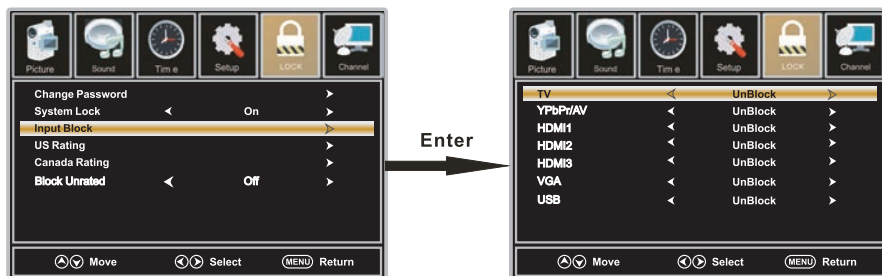 Picture Sound Tim e Setup LOCK Channel
Change Password
System Lock On
Input Block
US Rating
Canada Rating
Block Unrated Off
Move Select MENU Return
Enter
Picture Sound Tim e Setup LOCK Channel
TV UnBlock
YPbPr/AV UnBlock
HDMI1 UnBlock
HDMI2 UnBlock
HDMI3 UnBlock
VGA UnBlock
USB UnBlock
Move Select MENU Return